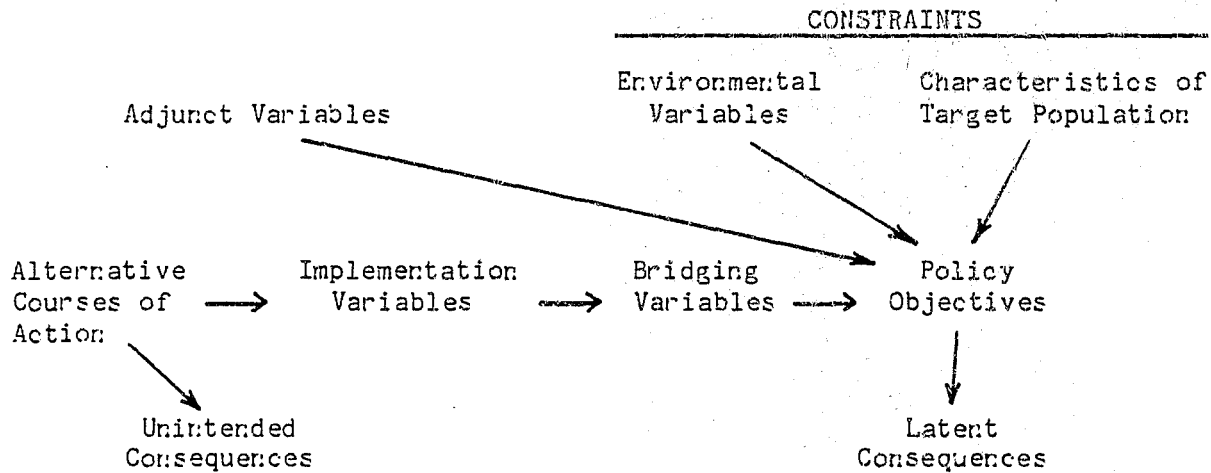 CONSTRAINTS
Environmental
Variables
Characteristics of
Target Population
Adjunct Variables
Alternative
Courses of
Action
Implementation
Variables
Bridging
Variables
Policy
Objectives
Unintended
Consequences
Latent
Consequences